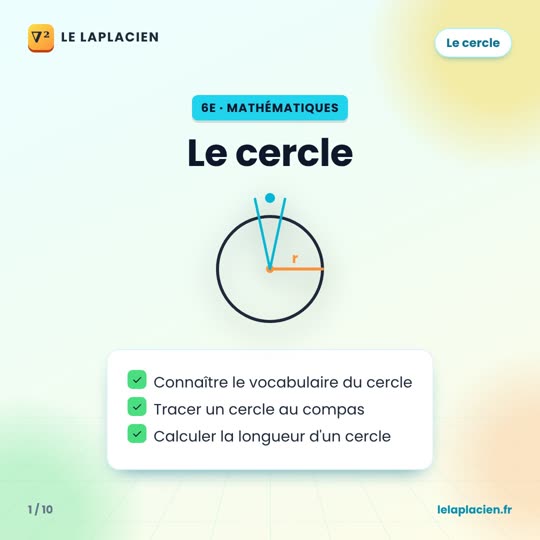 ∇² LE LAPLACIEN
Le cercle
6E · MATHÉMATIQUES
Le cercle
r
Connaître le vocabulaire du cercle
Tracer un cercle au compas
Calculer la longueur d'un cercle
1 / 10
lelaplacien.fr